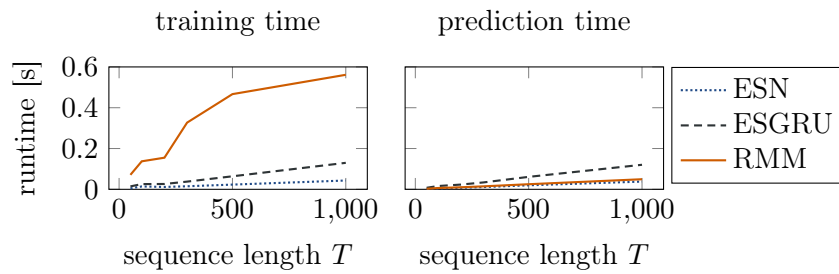 training time
prediction time
0.6
0.4
0.2
0
runtime [s]
0 500 1,000
0 500 1,000
sequence length T
sequence length T
ESN
ESGRU
RMM